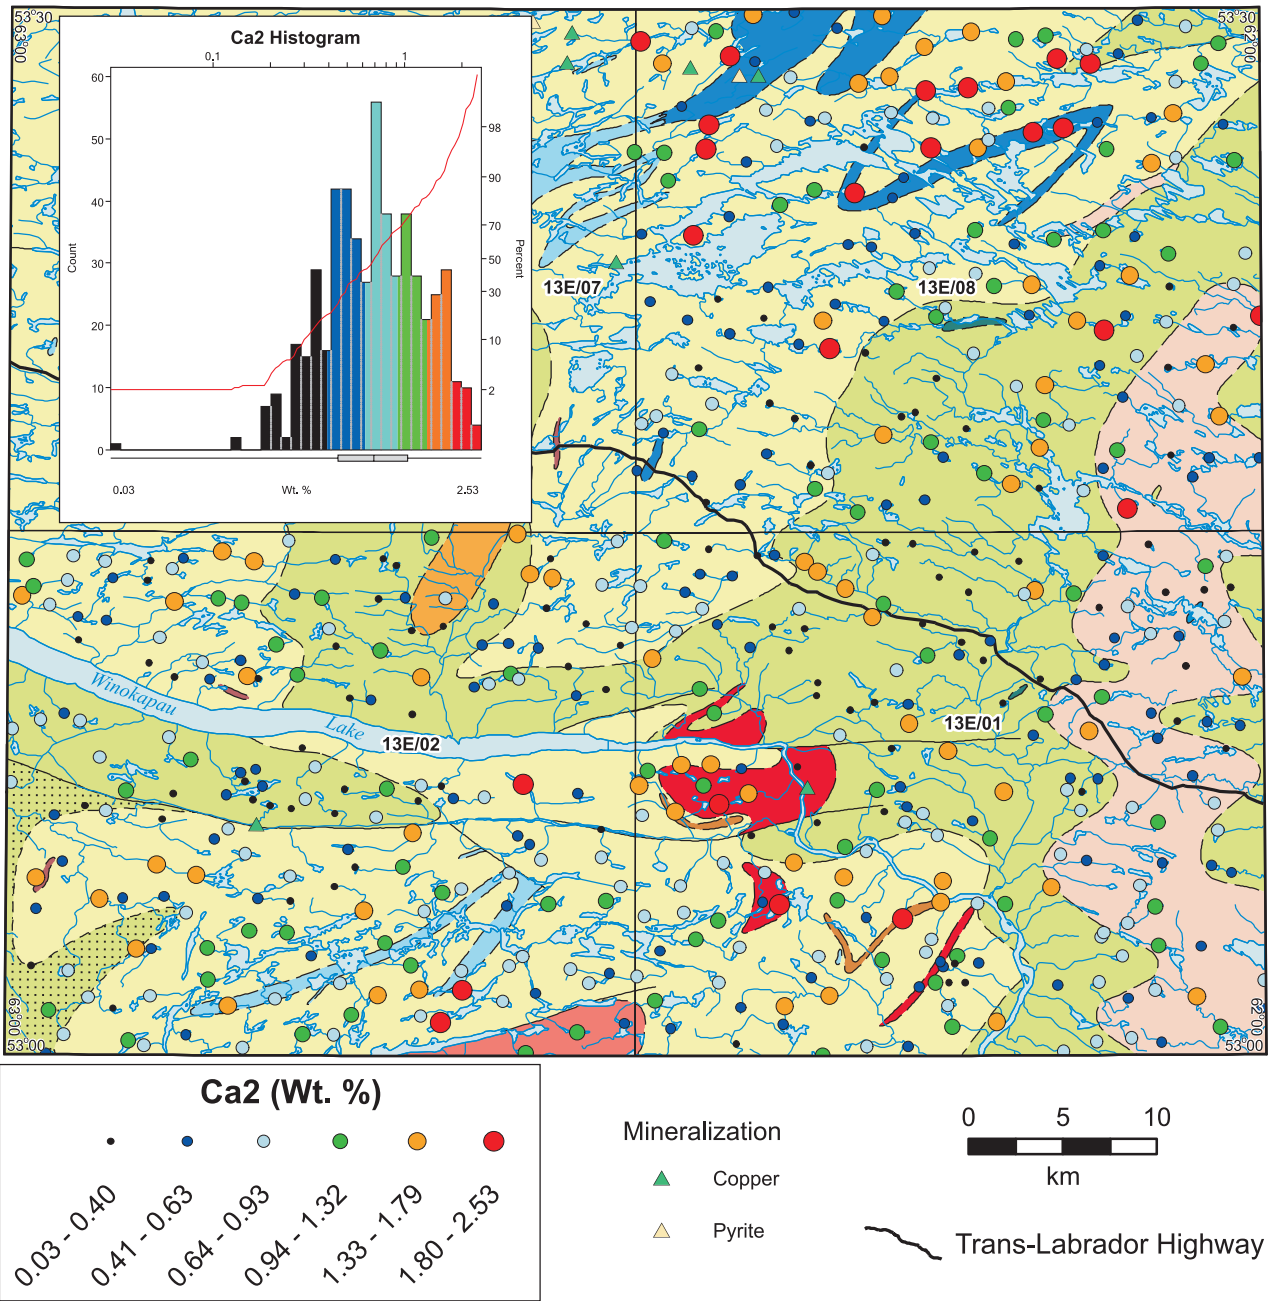 53°30'
63°00'
53°30'
62°00'
Ca2 Histogram
0.1
1
60
50
40
30
20
10
0
Count
98
90
70
50
30
10
2
Percent
0.03
Wt. %
2.53
13E/07
13E/08
Winokapau
Lake
13E/02
13E/01
63°00'
53°00'
62°00'
53°00'
Ca2 (Wt. %)
0.03 - 0.40
0.41 - 0.63
0.64 - 0.93
0.94 - 1.32
1.33 - 1.79
1.80 - 2.53
Mineralization
Copper
Pyrite
0
5
10
km
Trans-Labrador Highway